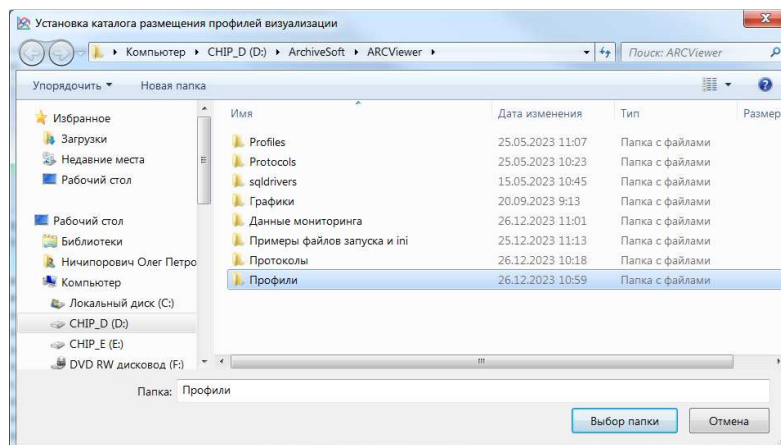 Установка каталога размещения профилей визуализации
Компьютер CHIP_D (D:) ArchiveSoft ARCViewer
Поиск: ARCViewer
Упорядочить Новая папка
Избранное
Загрузки
Недавние места
Рабочий стол
Рабочий стол
Библиотеки
Ничипорович Олег Петро
Компьютер
Локальный диск (C:)
CHIP_D (D:)
CHIP_E (E:)
DVD RW дисковод (F:)
Имя Дата изменения Тип Размер
Profiles 25.05.2023 11:07 Папка с файлами
Protocols 25.05.2023 10:23 Папка с файлами
sqldrivers 15.05.2023 10:45 Папка с файлами
Графики 20.09.2023 9:13 Папка с файлами
Данные мониторинга 26.12.2023 11:01 Папка с файлами
Примеры файлов запуска и ini 25.12.2023 11:13 Папка с файлами
Протоколы 26.12.2023 10:18 Папка с файлами
Профили 26.12.2023 10:59 Папка с файлами
Папка: Профили
Выбор папки Отмена